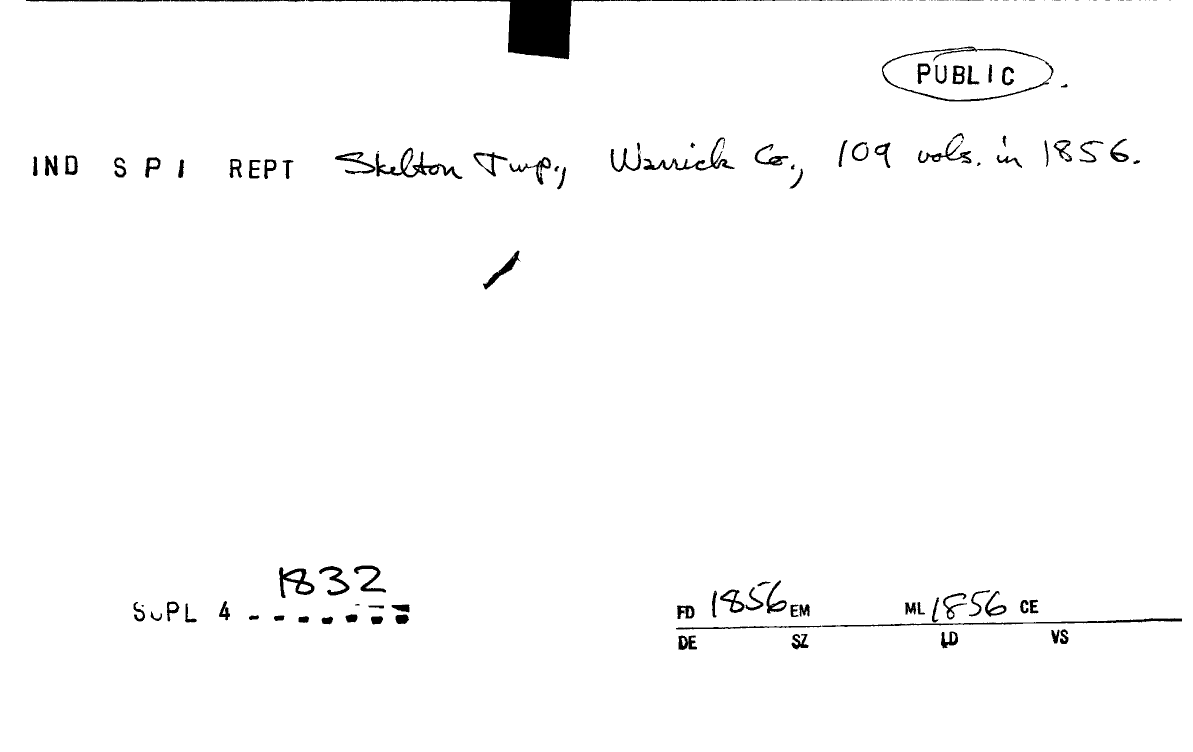 PUBLIC .
IND S P I REPT Skelton Twp., Warrick Co., 109 vols. in 1856.
1832
SUPL 4 - - - - - - -
FD 1856 EM ML 1856 CE
DE SZ LD VS